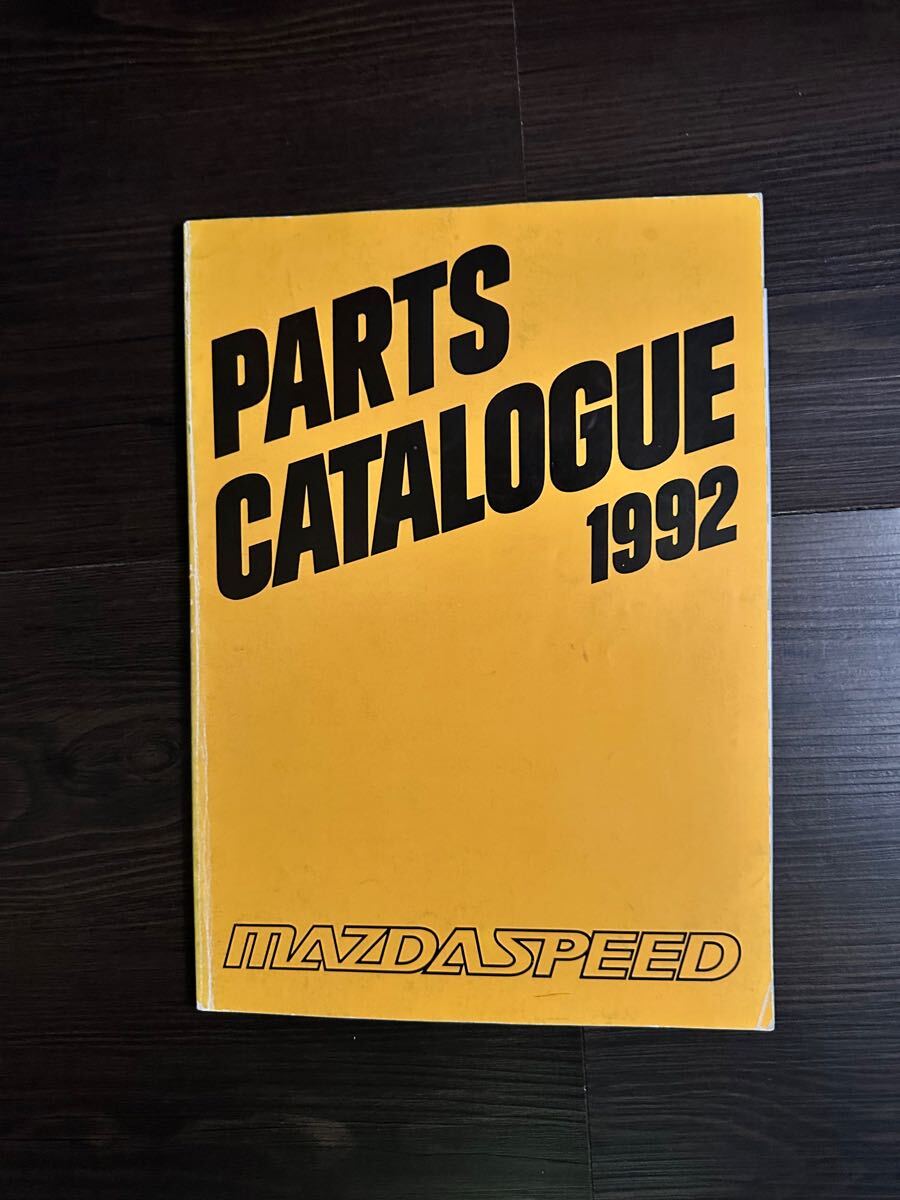 PARTS
CATALOGUE
1992
MAZDASPEED